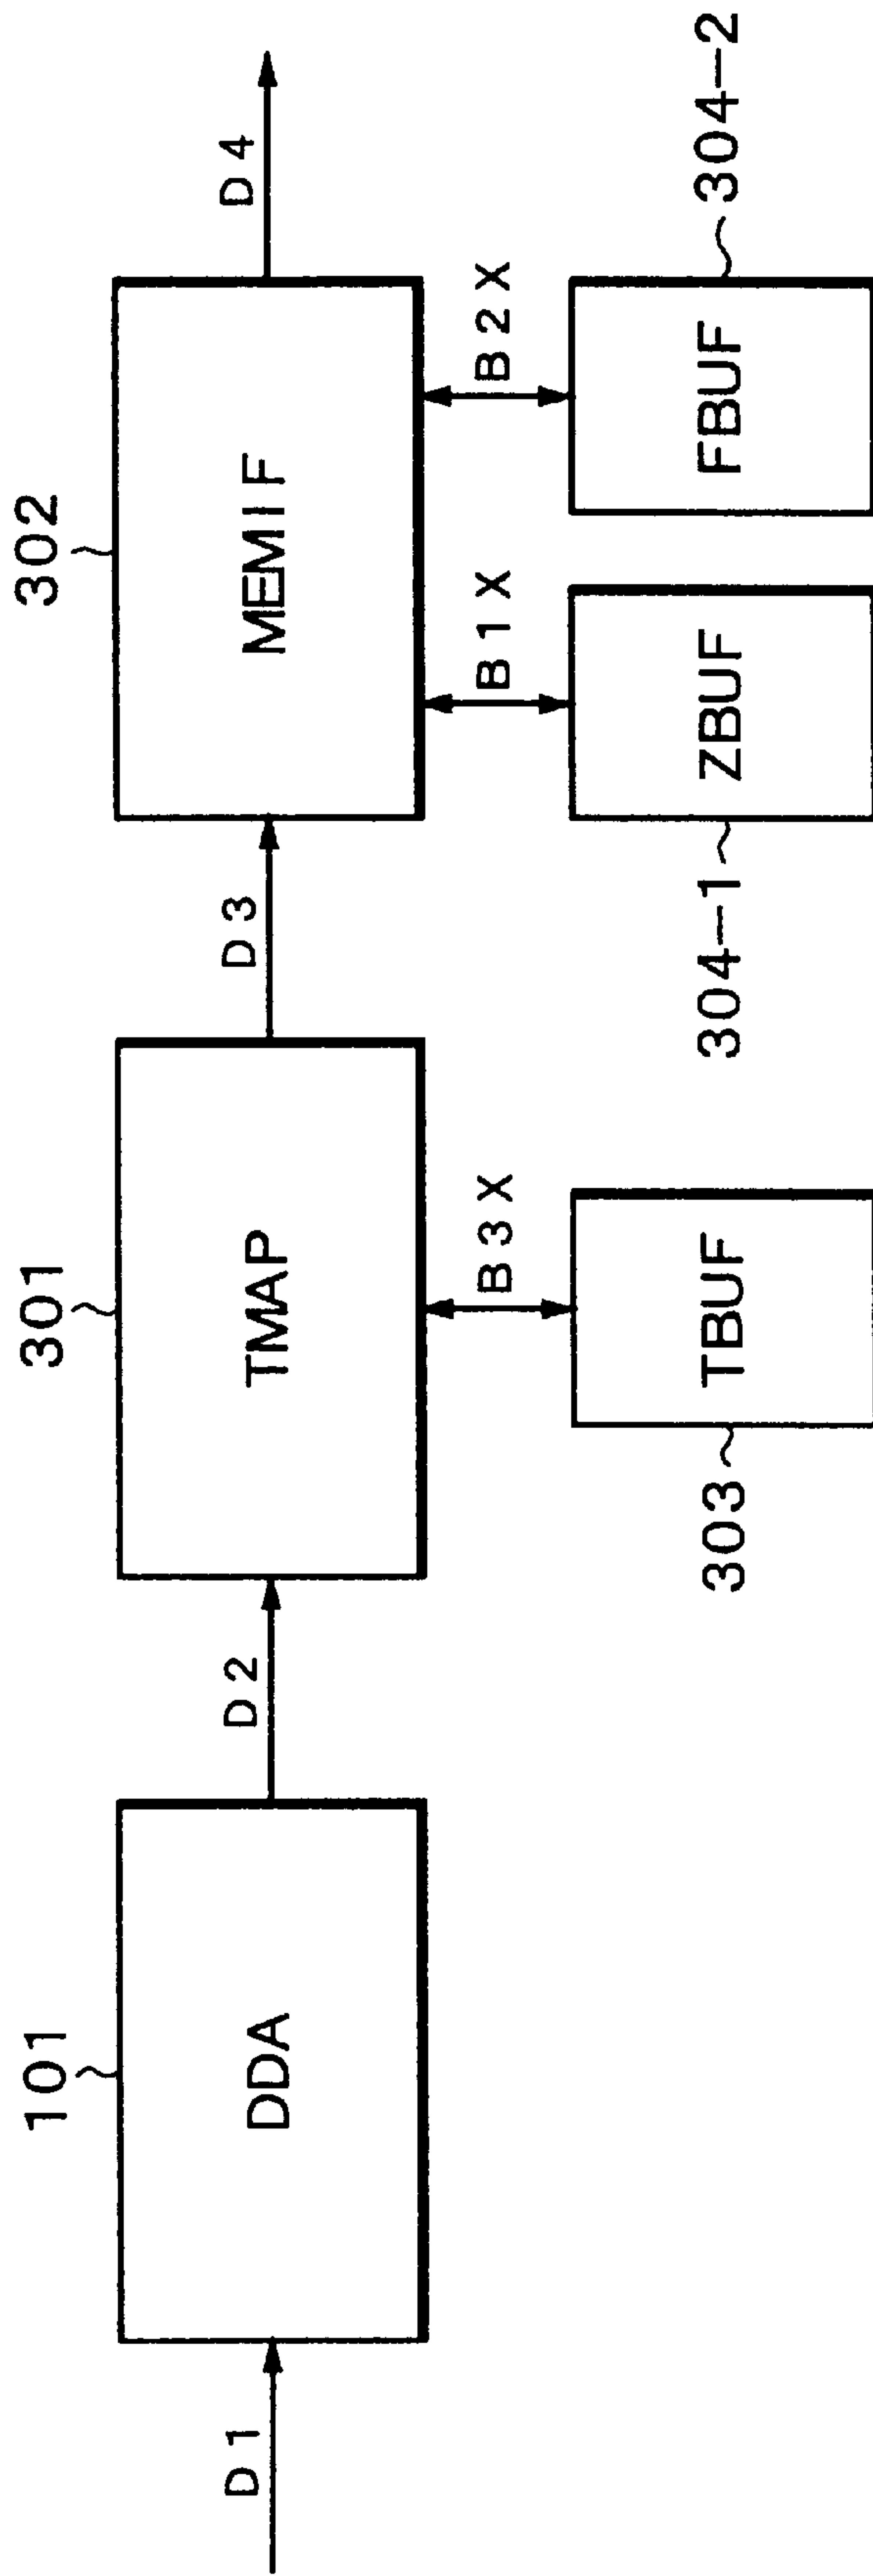 101
301
302
D1
DDA
D2
TMAP
D3
MEMIF
D4
B3X
B1X
B2X
303
TBUF
304-1
ZBUF
FBUF
304-2